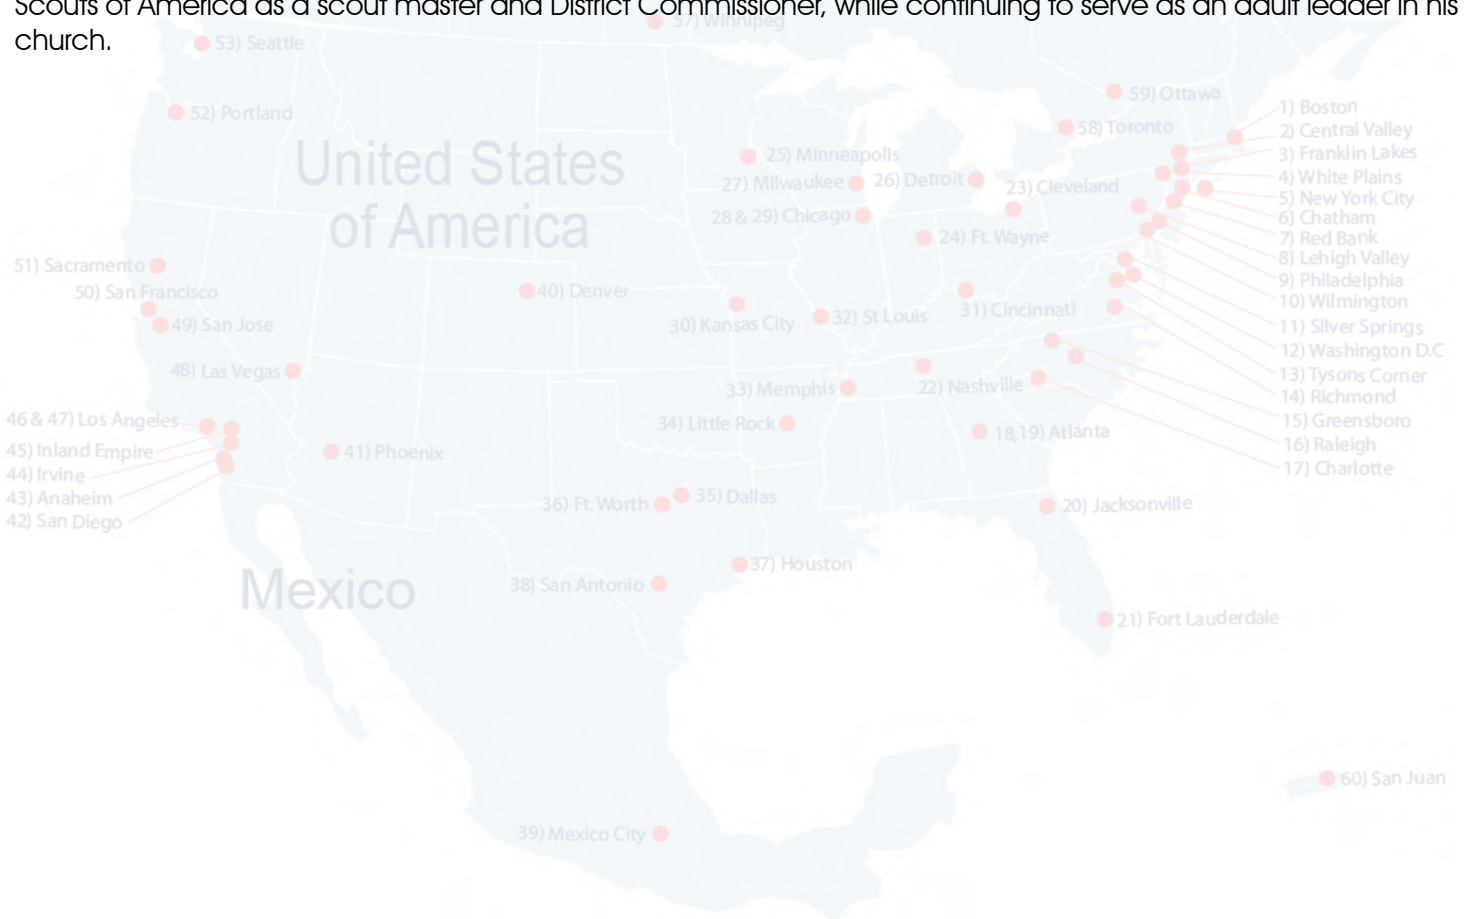 Scouts of America as a scout master and District Commissioner, while continuing to serve as an adult leader in his
church.
57) Winnipeg
53) Seattle
59) Ottawa
52) Portland
58) Toronto
1) Boston
2) Central Valley
3) Franklin Lakes
4) White Plains
5) New York City
6) Chatham
7) Red Bank
8) Lehigh Valley
9) Philadelphia
10) Wilmington
11) Silver Springs
12) Washington D.C
13) Tysons Corner
14) Richmond
15) Greensboro
16) Raleigh
17) Charlotte
United States
of America
25) Minneapolis
27) Milwaukee
26) Detroit
23) Cleveland
28 & 29) Chicago
24) Ft. Wayne
51) Sacramento
50) San Francisco
49) San Jose
40) Denver
30) Kansas City
32) St Louis
31) Cincinnati
48) Las Vegas
33) Memphis
22) Nashville
46 & 47) Los Angeles
45) Inland Empire
44) Irvine
43) Anaheim
42) San Diego
41) Phoenix
34) Little Rock
18,19) Atlanta
36) Ft. Worth
35) Dallas
20) Jacksonville
Mexico
38) San Antonio
37) Houston
21) Fort Lauderdale
60) San Juan
39) Mexico City